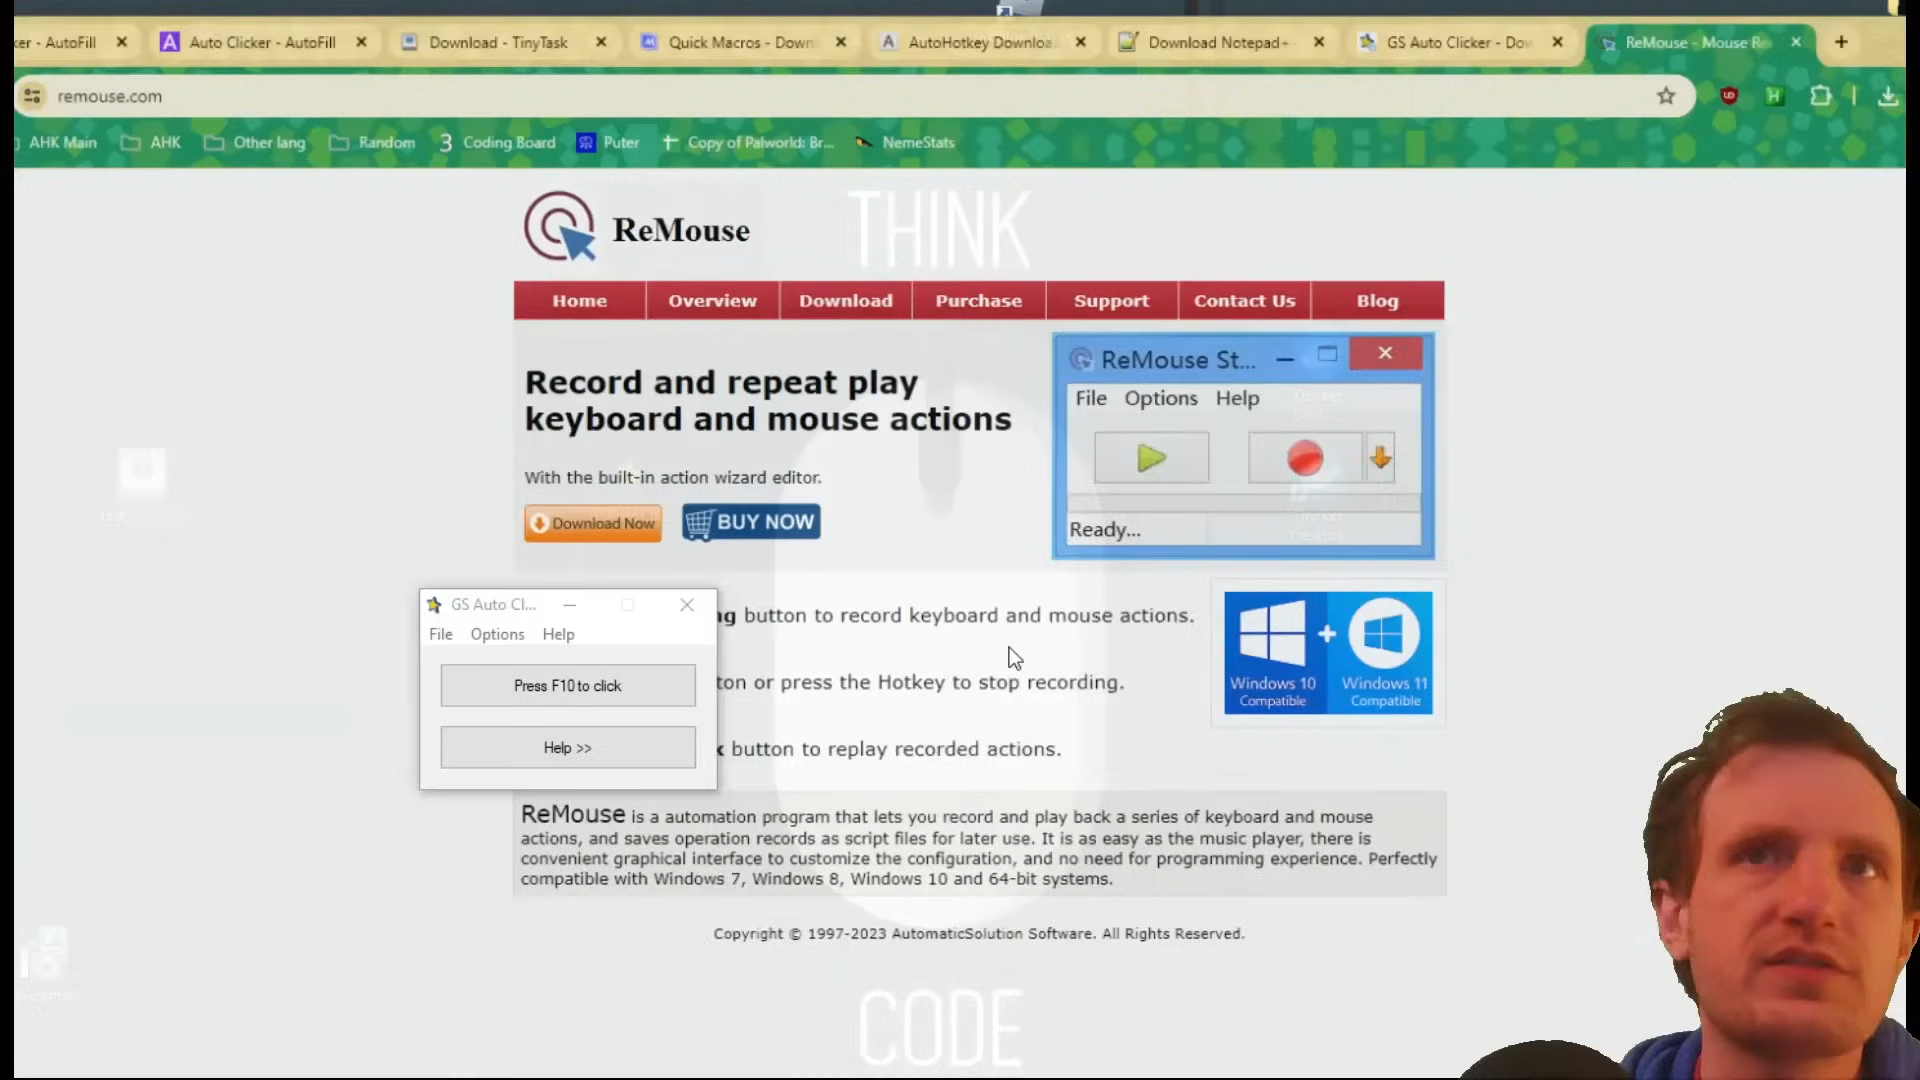 er - AutoFill
Auto Clicker - AutoFill
Download - TinyTask
Quick Macros - Down
AutoHotkey Downloa
Download Notepad+
GS Auto Clicker - Dow
ReMouse - Mouse Re
remouse.com
AHK Main
AHK
Other lang
Random
Coding Board
Puter
Copy of Palworld: Br...
NemeStats
THINK
ReMouse
Home
Overview
Download
Purchase
Support
Contact Us
Blog
Record and repeat play
keyboard and mouse actions
With the built-in action wizard editor.
Download Now
BUY NOW
ReMouse St...
File Options Help
Ready...
GS Auto Cl...
File Options Help
Press F10 to click
Help >>
button to record keyboard and mouse actions.
or press the Hotkey to stop recording.
button to replay recorded actions.
Windows 10
Compatible
Windows 11
Compatible
ReMouse is a automation program that lets you record and play back a series of keyboard and mouse
actions, and saves operation records as script files for later use. It is as easy as the music player, there is
convenient graphical interface to customize the configuration, and no need for programming experience. Perfectly
compatible with Windows 7, Windows 8, Windows 10 and 64-bit systems.
Copyright © 1997-2023 AutomaticSolution Software. All Rights Reserved.
CODE